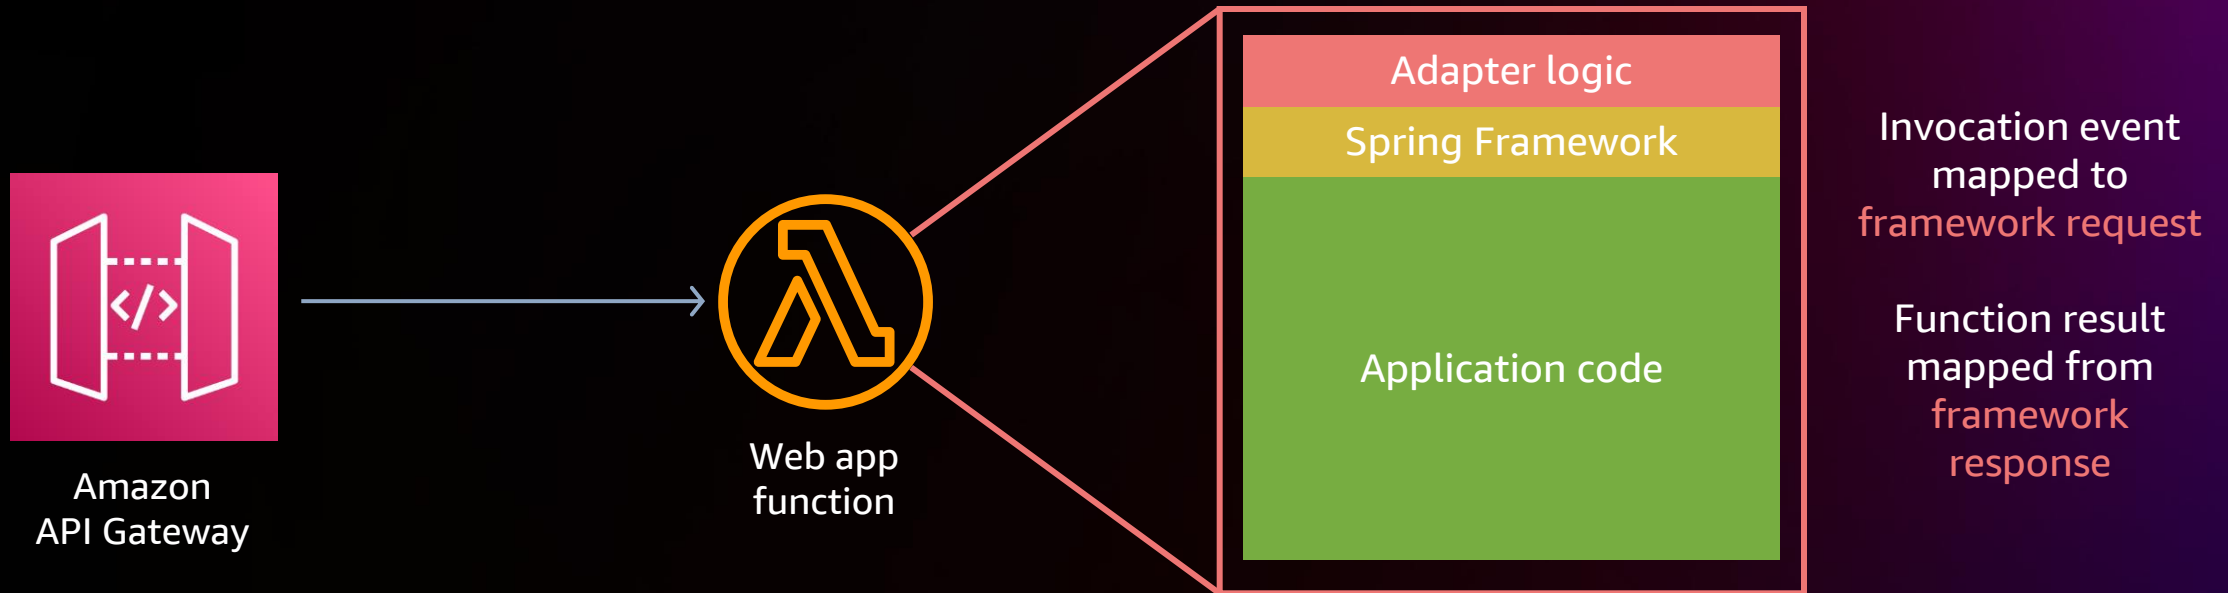 Amazon
API Gateway
</>
Web app
function
Adapter logic
Spring Framework
Application code
Invocation event
mapped to
framework request
Function result
mapped from
framework
response